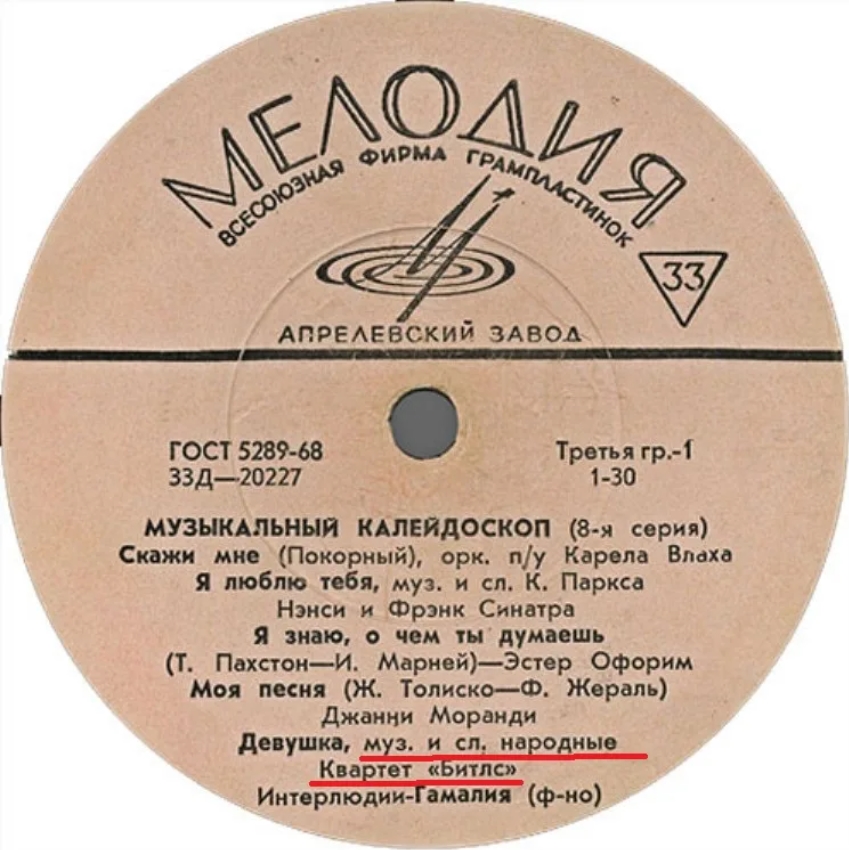 МЕЛОДИЯ
ВСЕСОЮЗНАЯ ФИРМА ГРАМПЛАСТИНОК
33
АПРЕЛЕВСКИЙ ЗАВОД
ГОСТ 5289-68 Третья гр.-1
33Д—20227 1-30
МУЗЫКАЛЬНЫЙ КАЛЕЙДОСКОП (8-я серия)
Скажи мне (Покорный), орк. п/у Карела Влаха
Я люблю тебя, муз. и сл. К. Паркса
Нэнси и Фрэнк Синатра
Я знаю, о чем ты думаешь
(Т. Пахстон—И. Марней)—Эстер Офорим
Моя песня (Ж. Толиско—Ф. Жераль)
Джанни Моранди
Девушка, муз. и сл. народные
Квартет «Битлс»
Интерлюдии-Гамалия (ф-но)